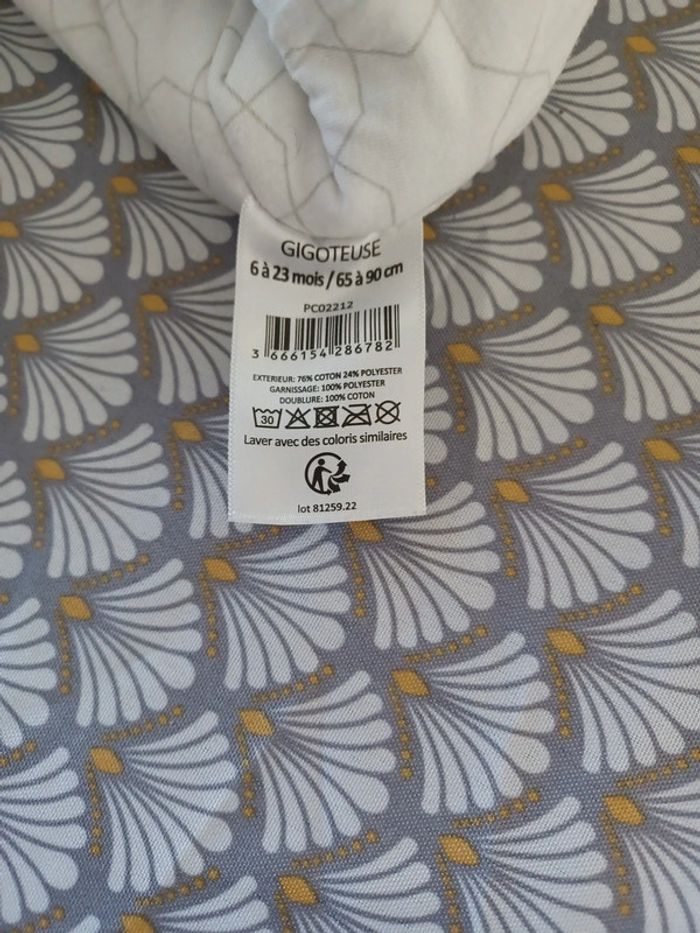 GIGOTEUSE
6 à 23 mois / 65 à 90 cm
PC02212
3 666154 286782
EXTERIEUR: 76% COTON 24% POLYESTER
GARNISSAGE: 100% POLYESTER
DOUBLURE: 100% COTON
30
Laver avec des coloris similaires
lot 81259.22